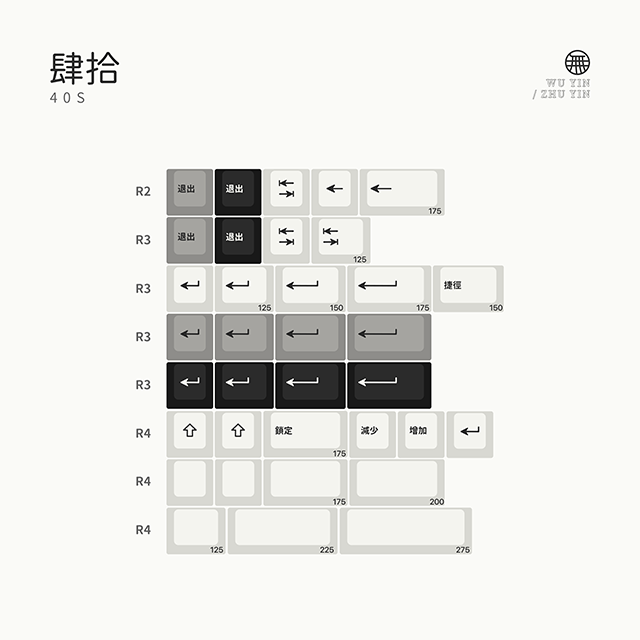 肆拾
40S
無
WU YIN
/ ZHU YIN
R2 退出 退出 175
R3 退出 退出 125
R3 125 150 175 捷徑 150
R3
R3
R4 鎖定 175 減少 增加
R4 175 200
R4 125 225 275